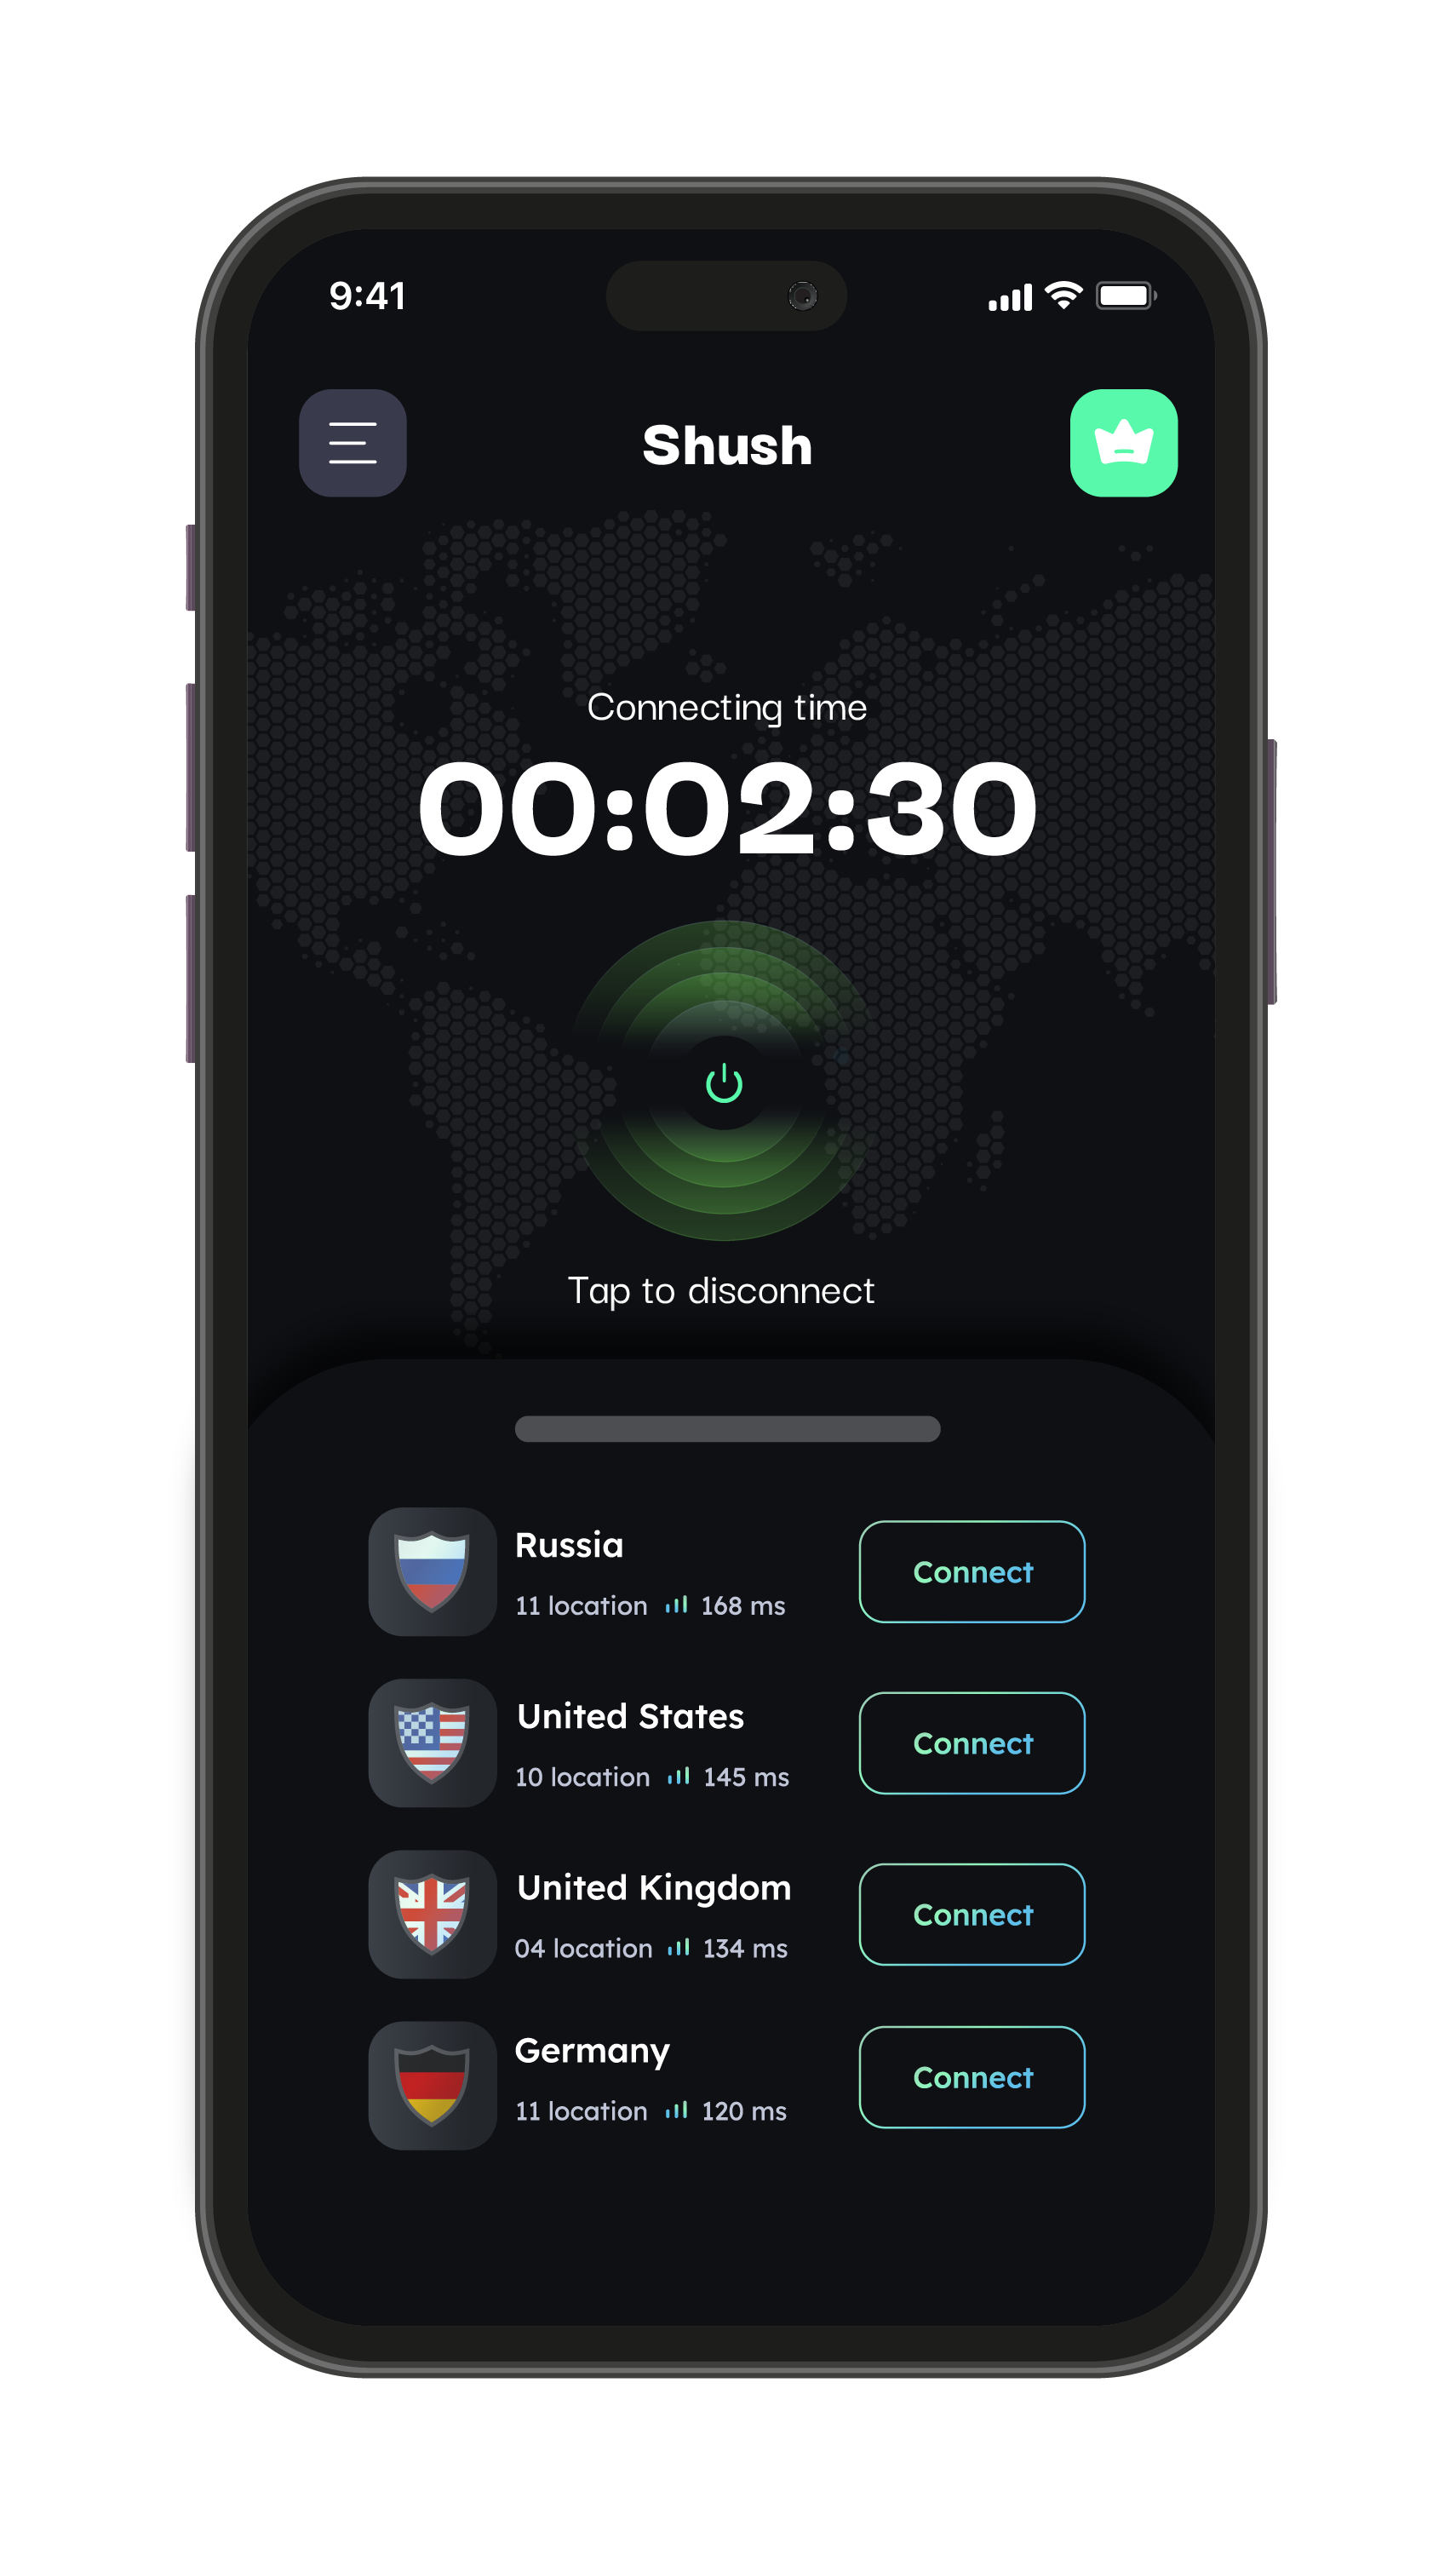 9:41
Shush
Connecting time
00:02:30
Tap to disconnect
Russia
11 location 168 ms
Connect
United States
10 location 145 ms
Connect
United Kingdom
04 location 134 ms
Connect
Germany
11 location 120 ms
Connect